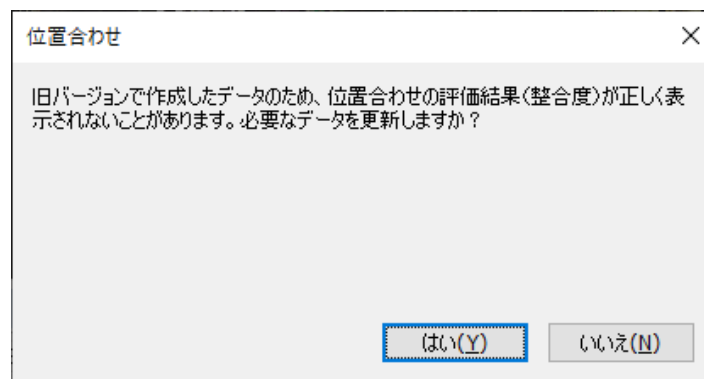 位置合わせ
旧バージョンで作成したデータのため、位置合わせの評価結果(整合度)が正しく表
示されないことがあります。必要なデータを更新しますか？
はい(Y)
いいえ(N)